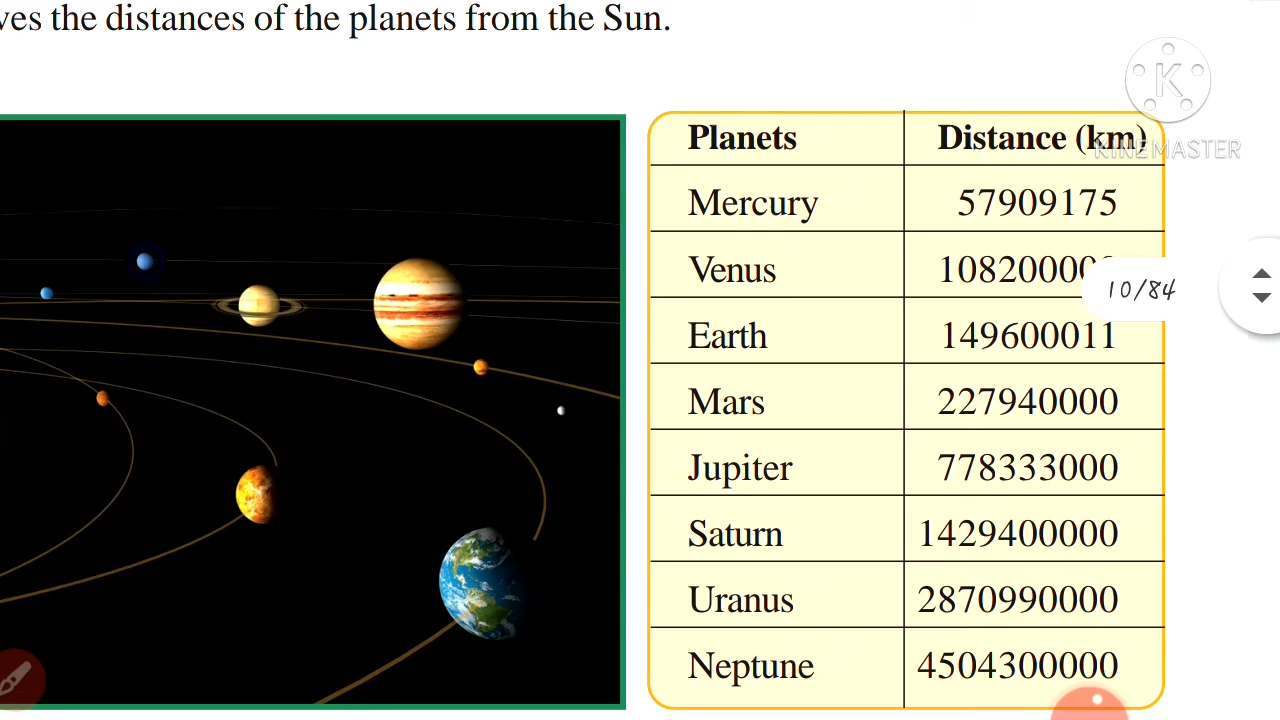 ves the distances of the planets from the Sun.
K
KINEMASTER
Planets Distance (km)
Mercury 57909175
Venus
10/84
Earth 149600011
Mars 227940000
Jupiter 778333000
Saturn 1429400000
Uranus 2870990000
Neptune 4504300000